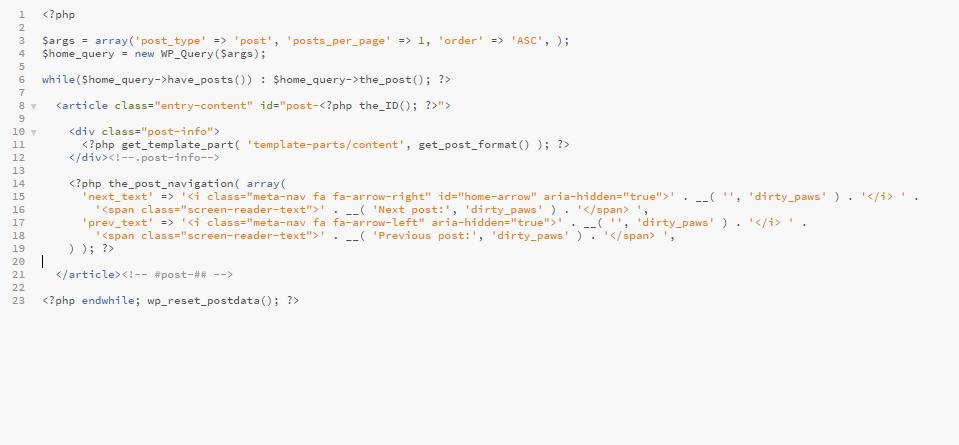 1 <?php
2
3 $args = array('post_type' => 'post', 'posts_per_page' => 1, 'order' => 'ASC', );
4 $home_query = new WP_Query($args);
5
6 while($home_query->have_posts()) : $home_query->the_post(); ?>
7
8 <article class="entry-content" id="post-<?php the_ID(); ?>">
9
10 <div class="post-info">
11 <?php get_template_part( 'template-parts/content', get_post_format() ); ?>
12 </div><!--.post-info-->
13
14 <?php the_post_navigation( array(
15 'next_text' => '<i class="meta-nav fa fa-arrow-right" id="home-arrow" aria-hidden="true">' . __( '', 'dirty_paws' ) . '</i> ' .
16 '<span class="screen-reader-text">' . __( 'Next post:', 'dirty_paws' ) . '</span> ',
17 'prev_text' => '<i class="meta-nav fa fa-arrow-left" aria-hidden="true">' . __( '', 'dirty_paws' ) . '</i> ' .
18 '<span class="screen-reader-text">' . __( 'Previous post:', 'dirty_paws' ) . '</span> ',
19 ) ); ?>
20
21 </article><!-- #post-## -->
22
23 <?php endwhile; wp_reset_postdata(); ?>